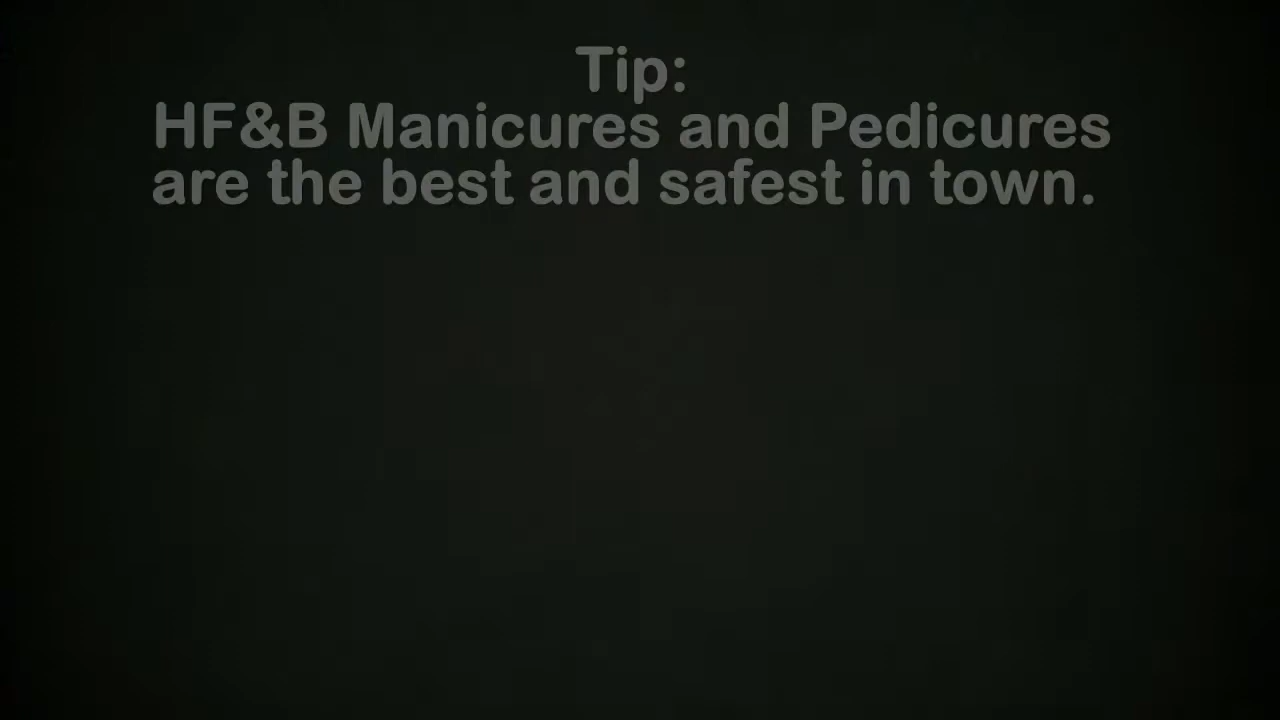 Tip:
HF&B Manicures and Pedicures
are the best and safest in town.